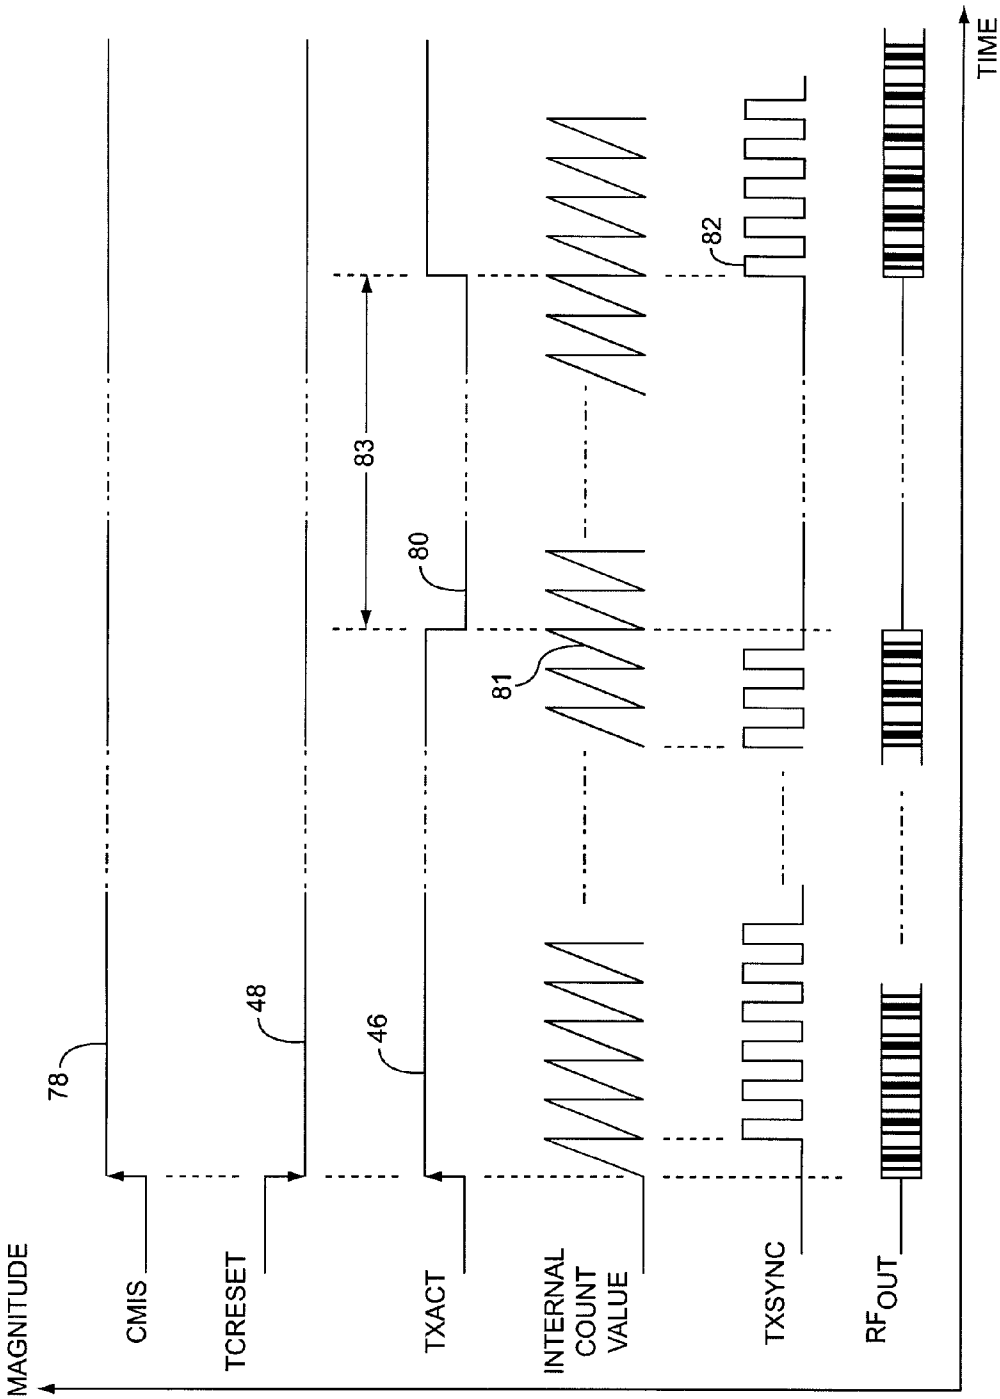 MAGNITUDE
CMIS
78
TCRESET
48
TXACT
46
80
83
INTERNAL
COUNT
VALUE
81
TXSYNC
82
RFOUT
TIME